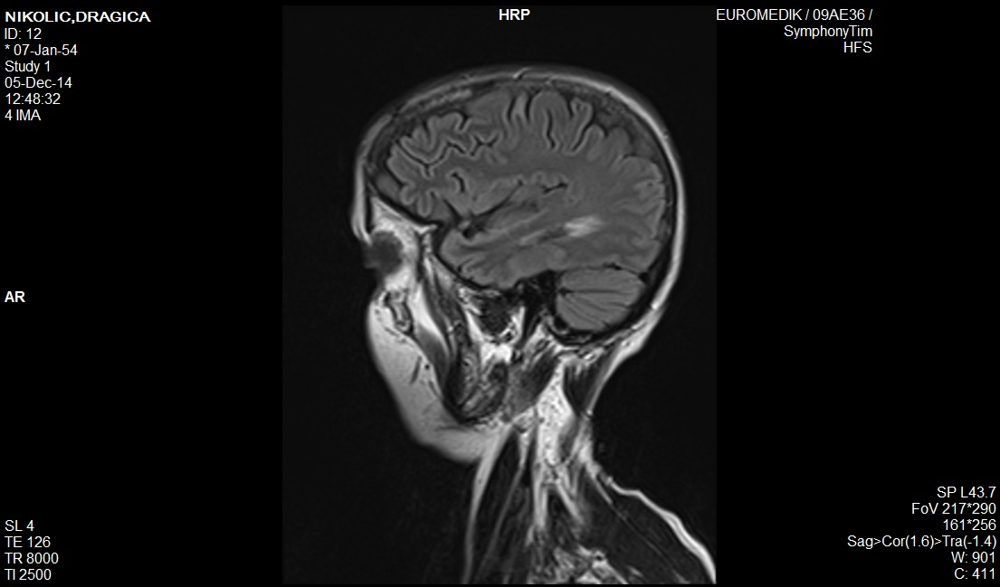 NIKOLIC,DRAGICA
ID: 12
* 07-Jan-54
Study 1
05-Dec-14
12:48:32
4 IMA
HRP
EUROMEDIK / 09AE36 /
SymphonyTim
HFS
AR
SL 4
TE 126
TR 8000
TI 2500
SP L43.7
FoV 217*290
161*256
Sag>Cor(1.6)>Tra(-1.4)
W: 901
C: 411